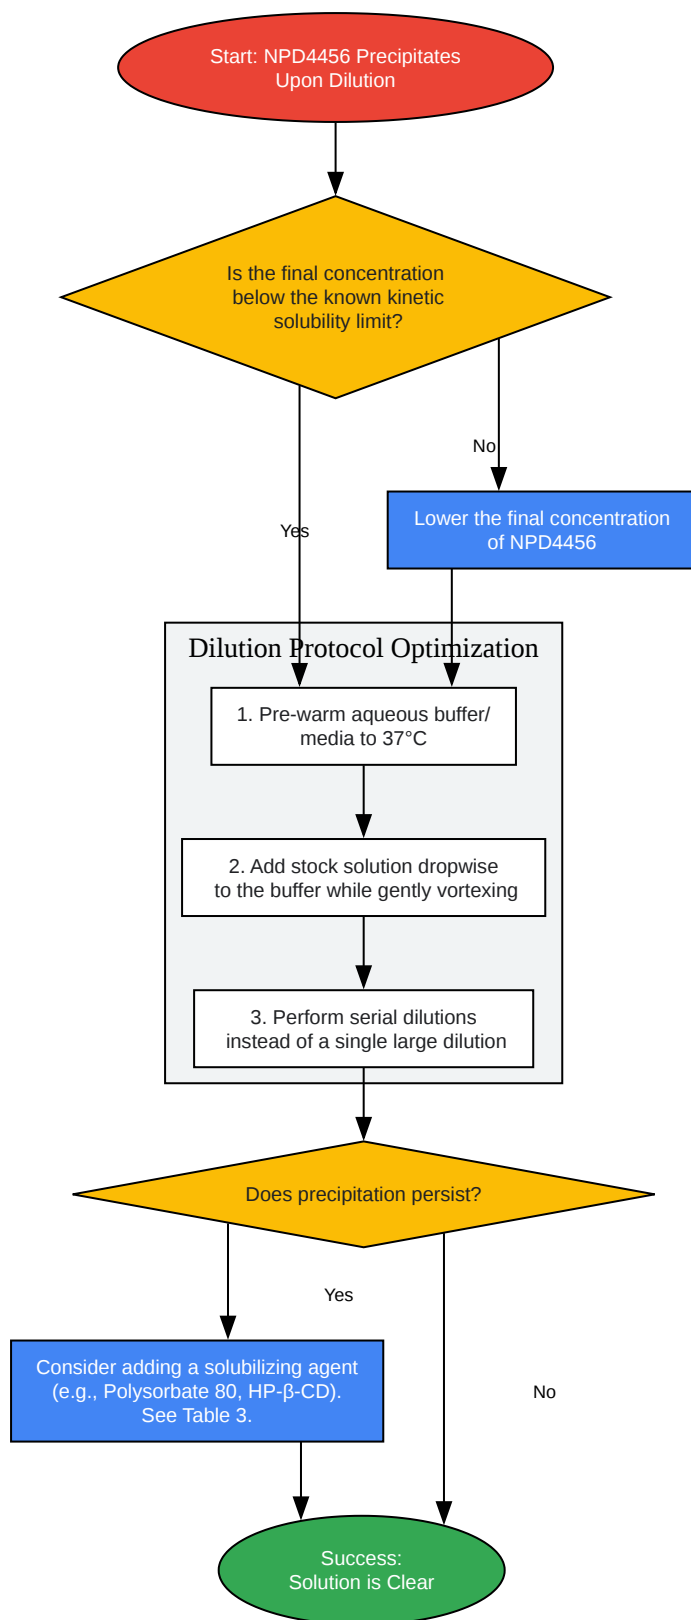 Start: NPD4456 Precipitates
Upon Dilution
Is the final concentration
below the known kinetic
solubility limit?
No
Yes
Lower the final concentration
of NPD4456
Dilution Protocol Optimization
1. Pre-warm aqueous buffer/
media to 37°C
2. Add stock solution dropwise
to the buffer while gently vortexing
3. Perform serial dilutions
instead of a single large dilution
Does precipitation persist?
Yes
Consider adding a solubilizing agent
(e.g., Polysorbate 80, HP-β-CD).
See Table 3.
No
Success:
Solution is Clear